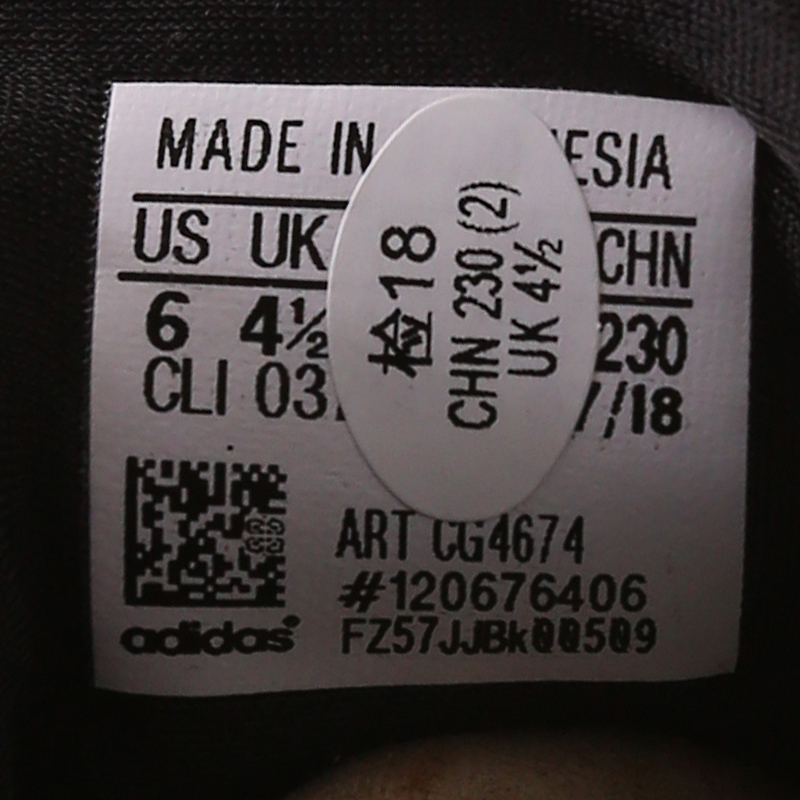 MADE IN ESIA
US UK CHN
6 4½ 230
CLI 03 7/18
检18
CHN 230 (2)
UK 4½
ART CG4674
#120676406
FZ57JJBk00509
adidas